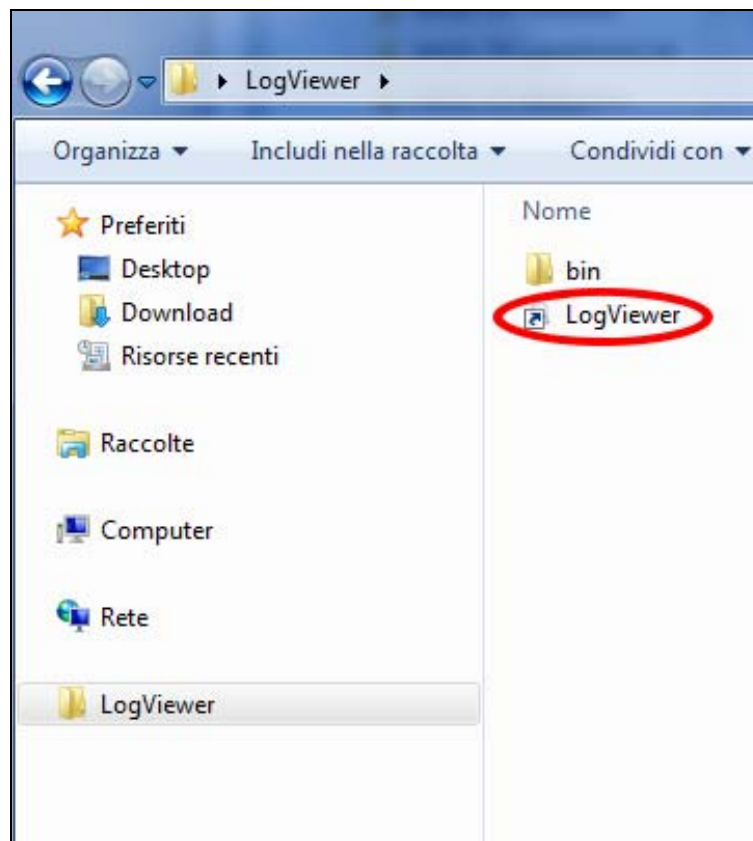 LogViewer
Organizza Includi nella raccolta Condividi con
Preferiti
Desktop
Download
Risorse recenti
Raccolte
Computer
Rete
LogViewer
Nome
bin
LogViewer